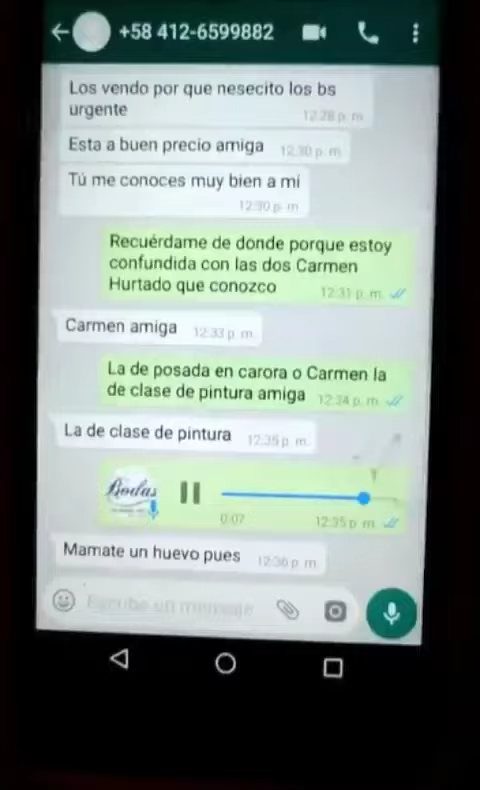 +58 412-6599882
Los vendo por que nesecito los bs
urgente
12:28 p. m.
Esta a buen precio amiga 12:30 p. m.
Tú me conoces muy bien a mi
12:30 p. m.
Recuérdame de donde porque estoy
confundida con las dos Carmen
Hurtado que conozco 12:31 p. m.
Carmen amiga 12:33 p. m.
La de posada en carora o Carmen la
de clase de pintura amiga 12:34 p. m.
La de clase de pintura 12:35 p. m.
Bodas
0:07 12:35 p. m.
Mamate un huevo pues 12:36 p. m.
Escribe un mensaje